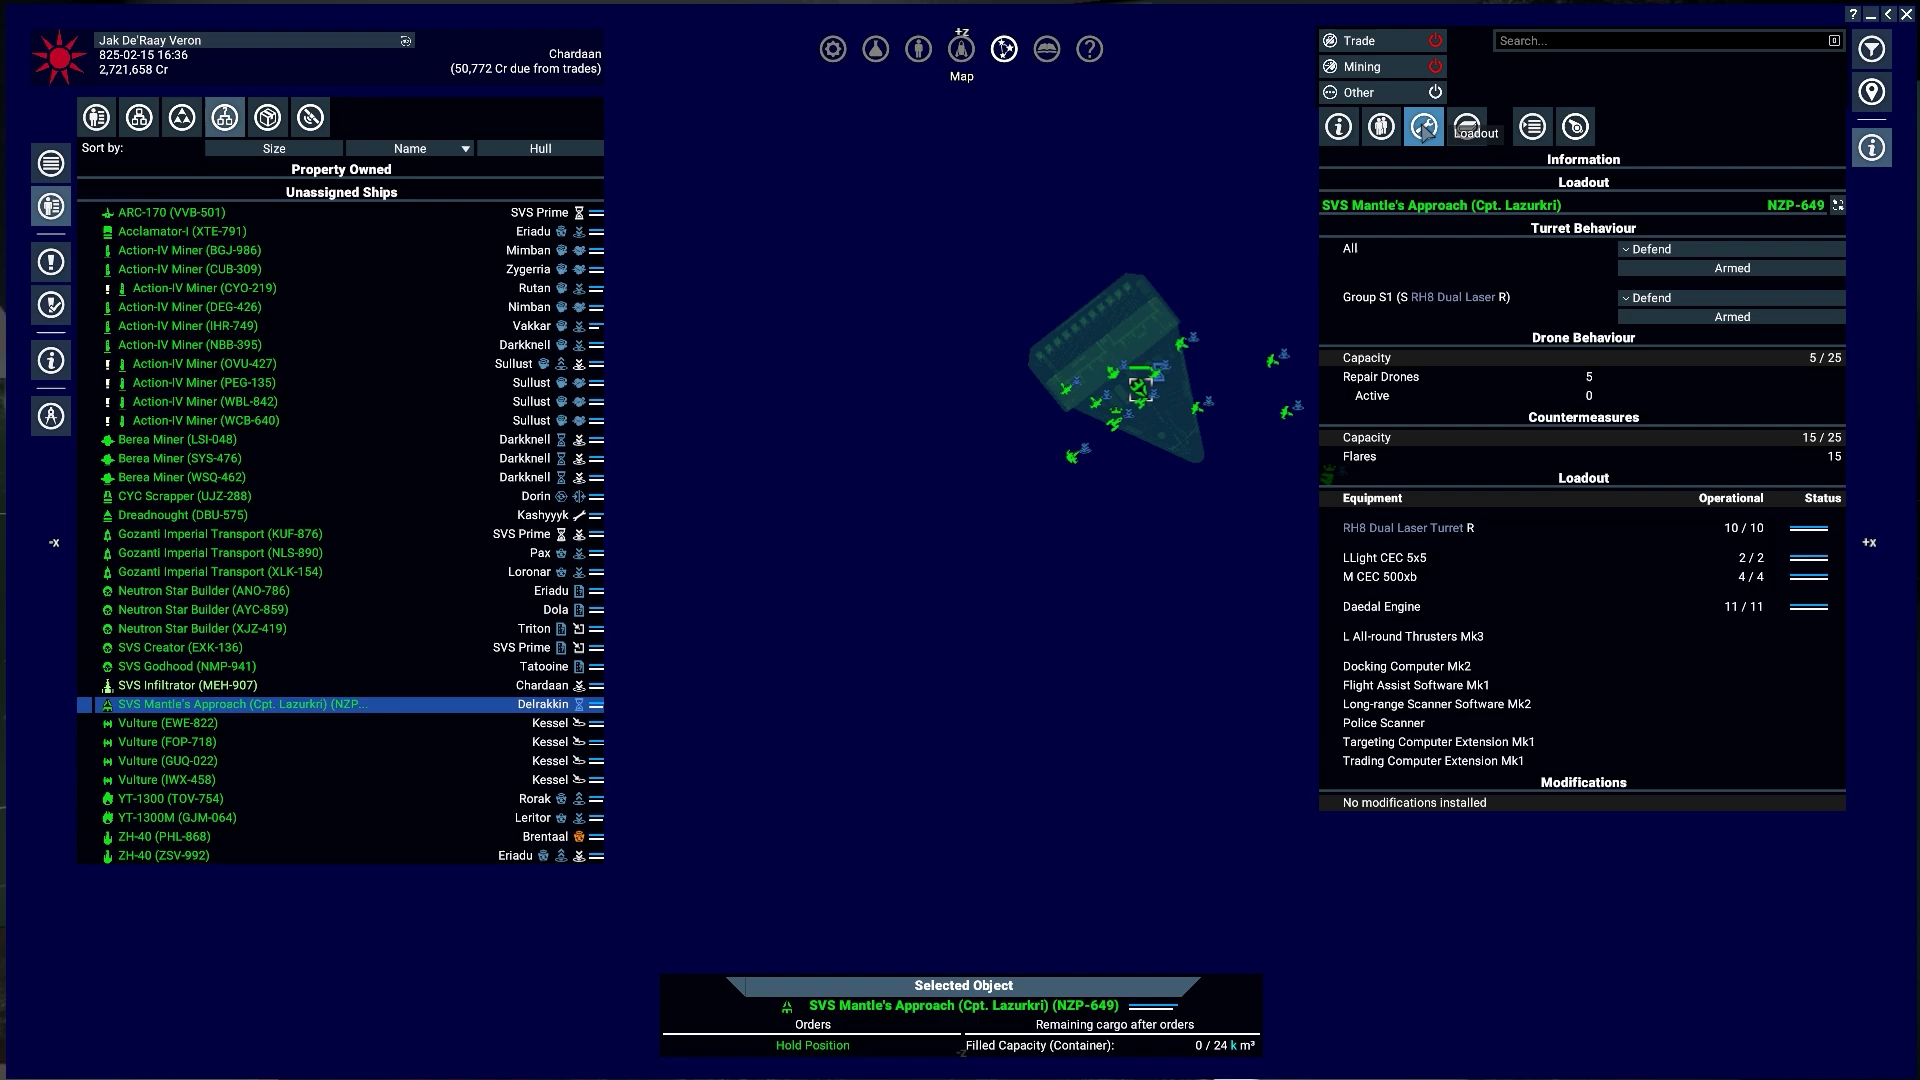 Jak De'Raay Veron
825-02-15 16:36
2,721,658 Cr
Chardaan
(50,772 Cr due from trades)
+z
Map
Trade
Mining
Other
Search...
Loadout
Sort by:
Size
Name
Hull
Property Owned
Unassigned Ships
ARC-170 (VVB-501) SVS Prime
Acclamator-I (XTE-791) Eriadu
Action-IV Miner (BGJ-986) Mimban
Action-IV Miner (CUB-309) Zygerria
Action-IV Miner (CYO-219) Rutan
Action-IV Miner (DEG-426) Nimban
Action-IV Miner (IHR-749) Vakkar
Action-IV Miner (NBB-395) Darkknell
Action-IV Miner (OVU-427) Sullust
Action-IV Miner (PEG-135) Sullust
Action-IV Miner (WBL-842) Sullust
Action-IV Miner (WCB-640) Sullust
Berea Miner (LSI-048) Darkknell
Berea Miner (SYS-476) Darkknell
Berea Miner (WSQ-462) Darkknell
CYC Scrapper (UJZ-288) Dorin
Dreadnought (DBU-575) Kashyyyk
Gozanti Imperial Transport (KUF-876) SVS Prime
Gozanti Imperial Transport (NLS-890) Pax
Gozanti Imperial Transport (XLK-154) Loronar
Neutron Star Builder (ANO-786) Eriadu
Neutron Star Builder (AYC-859) Dola
Neutron Star Builder (XJZ-419) Triton
SVS Creator (EXK-136) SVS Prime
SVS Godhood (NMP-941) Tatooine
SVS Infiltrator (MEH-907) Chardaan
SVS Mantle's Approach (Cpt. Lazurkri) (NZP... Delrakkin
Vulture (EWE-822) Kessel
Vulture (FOP-718) Kessel
Vulture (GUQ-022) Kessel
Vulture (IWX-458) Kessel
YT-1300 (TOV-754) Rorak
YT-1300M (GJM-064) Leritor
ZH-40 (PHL-868) Brentaal
ZH-40 (ZSV-992) Eriadu
-x
+x
Information
Loadout
SVS Mantle's Approach (Cpt. Lazurkri) NZP-649
Turret Behaviour
All Defend
Armed
Group S1 (S RH8 Dual Laser R) Defend
Armed
Drone Behaviour
Capacity 5 / 25
Repair Drones 5
Active 0
Countermeasures
Capacity 15 / 25
Flares 15
Loadout
Equipment Operational Status
RH8 Dual Laser Turret R 10 / 10
LLight CEC 5x5 2 / 2
M CEC 500xb 4 / 4
Daedal Engine 11 / 11
L All-round Thrusters Mk3
Docking Computer Mk2
Flight Assist Software Mk1
Long-range Scanner Software Mk2
Police Scanner
Targeting Computer Extension Mk1
Trading Computer Extension Mk1
Modifications
No modifications installed
Selected Object
SVS Mantle's Approach (Cpt. Lazurkri) (NZP-649)
Orders Remaining cargo after orders
Hold Position Filled Capacity (Container): 0 / 24 k m³
-z